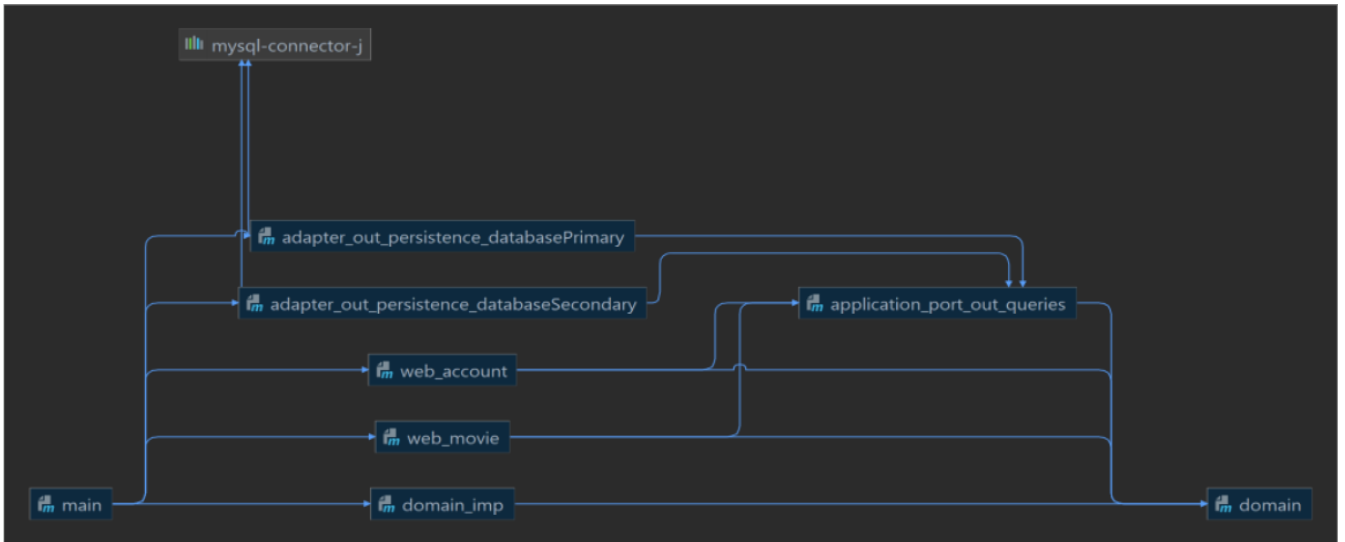 mysql-connector-j
adapter_out_persistence_databasePrimary
adapter_out_persistence_databaseSecondary
application_port_out_queries
web_account
web_movie
main
domain_imp
domain